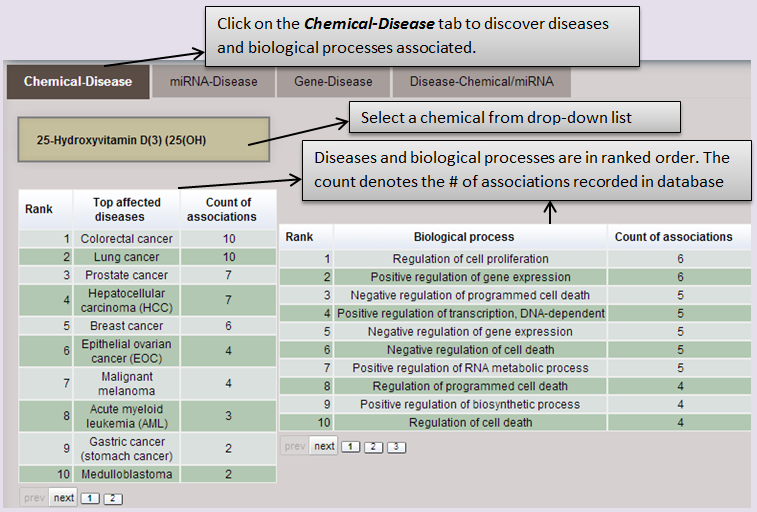 Click on the Chemical-Disease tab to discover diseases
and biological processes associated.
Chemical-Disease miRNA-Disease Gene-Disease Disease-Chemical/miRNA
Select a chemical from drop-down list
25-Hydroxyvitamin D(3) (25(OH)
Diseases and biological processes are in ranked order. The
count denotes the # of associations recorded in database
Rank Top affected diseases Count of associations
1 Colorectal cancer 10
2 Lung cancer 10
3 Prostate cancer 7
4 Hepatocellular
carcinoma (HCC) 7
5 Breast cancer 6
6 Epithelial ovarian
cancer (EOC) 4
7 Malignant
melanoma 4
8 Acute myeloid
leukemia (AML) 3
9 Gastric cancer
(stomach cancer) 2
10 Medulloblastoma 2
prev next 1 2
Rank Biological process Count of associations
1 Regulation of cell proliferation 6
2 Positive regulation of gene expression 6
3 Negative regulation of programmed cell death 5
4 Positive regulation of transcription, DNA-dependent 5
5 Negative regulation of gene expression 5
6 Negative regulation of cell death 5
7 Positive regulation of RNA metabolic process 5
8 Regulation of programmed cell death 4
9 Positive regulation of biosynthetic process 4
10 Regulation of cell death 4
prev next 1 2 3